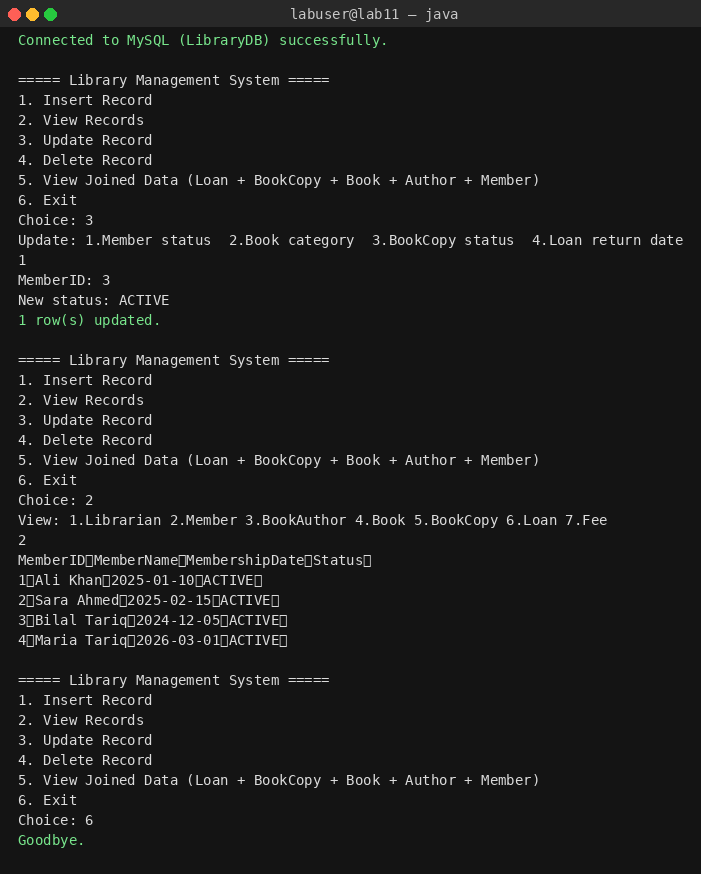 labuser@lab11 — java
Connected to MySQL (LibraryDB) successfully.
===== Library Management System =====
1. Insert Record
2. View Records
3. Update Record
4. Delete Record
5. View Joined Data (Loan + BookCopy + Book + Author + Member)
6. Exit
Choice: 3
Update: 1.Member status  2.Book category  3.BookCopy status  4.Loan return date
1
MemberID: 3
New status: ACTIVE
1 row(s) updated.
===== Library Management System =====
1. Insert Record
2. View Records
3. Update Record
4. Delete Record
5. View Joined Data (Loan + BookCopy + Book + Author + Member)
6. Exit
Choice: 2
View: 1.Librarian 2.Member 3.BookAuthor 4.Book 5.BookCopy 6.Loan 7.Fee
2
MemberID▯MemberName▯MembershipDate▯Status▯
1▯Ali Khan▯2025-01-10▯ACTIVE▯
2▯Sara Ahmed▯2025-02-15▯ACTIVE▯
3▯Bilal Tariq▯2024-12-05▯ACTIVE▯
4▯Maria Tariq▯2026-03-01▯ACTIVE▯
===== Library Management System =====
1. Insert Record
2. View Records
3. Update Record
4. Delete Record
5. View Joined Data (Loan + BookCopy + Book + Author + Member)
6. Exit
Choice: 6
Goodbye.